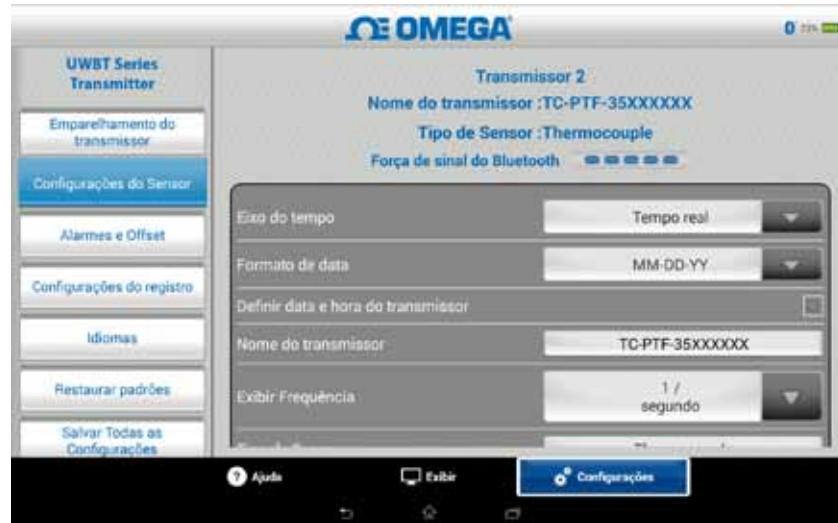 OMEGA
UWBT Series
Transmitter
Emparelhamento do
transmissor
Configurações do Sensor
Alarmes e Offset
Configurações do registro
Idiomas
Restaurar padrões
Salvar Todas as
Configurações
Transmissor 2
Nome do transmissor :TC-PTF-35XXXXXX
Tipo de Sensor :Thermocouple
Força de sinal do Bluetooth
Eixo do tempo Tempo real
Formato de data MM-DD-YY
Definir data e hora do transmissor
Nome do transmissor TC-PTF-35XXXXXX
Exibir Frequência 1 /
segundo
? Ajuda Exibir Configurações